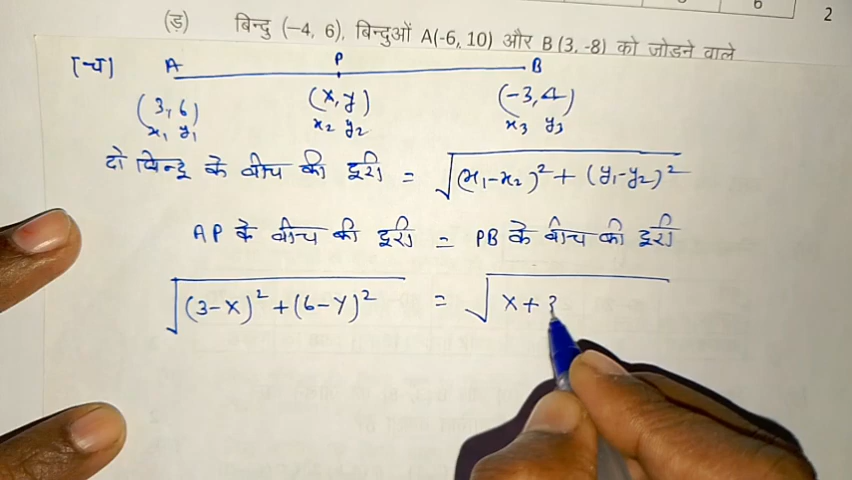 6
2
(ड़) बिन्दु (−4, 6), बिन्दुओं A(-6, 10) और B(3, -8) को जोडने वाले
[च] A P B
(3, 6) (x, y) (-3, 4)
x₁ y₁ x₂ y₂ x₃ y₃
दो बिन्दू के बीच की दूरी = √(x₁-x₂)² + (y₁-y₂)²
AP के बीच की दूरी = PB के बीच की दूरी
√(3-x)² + (6-y)² = √x+3